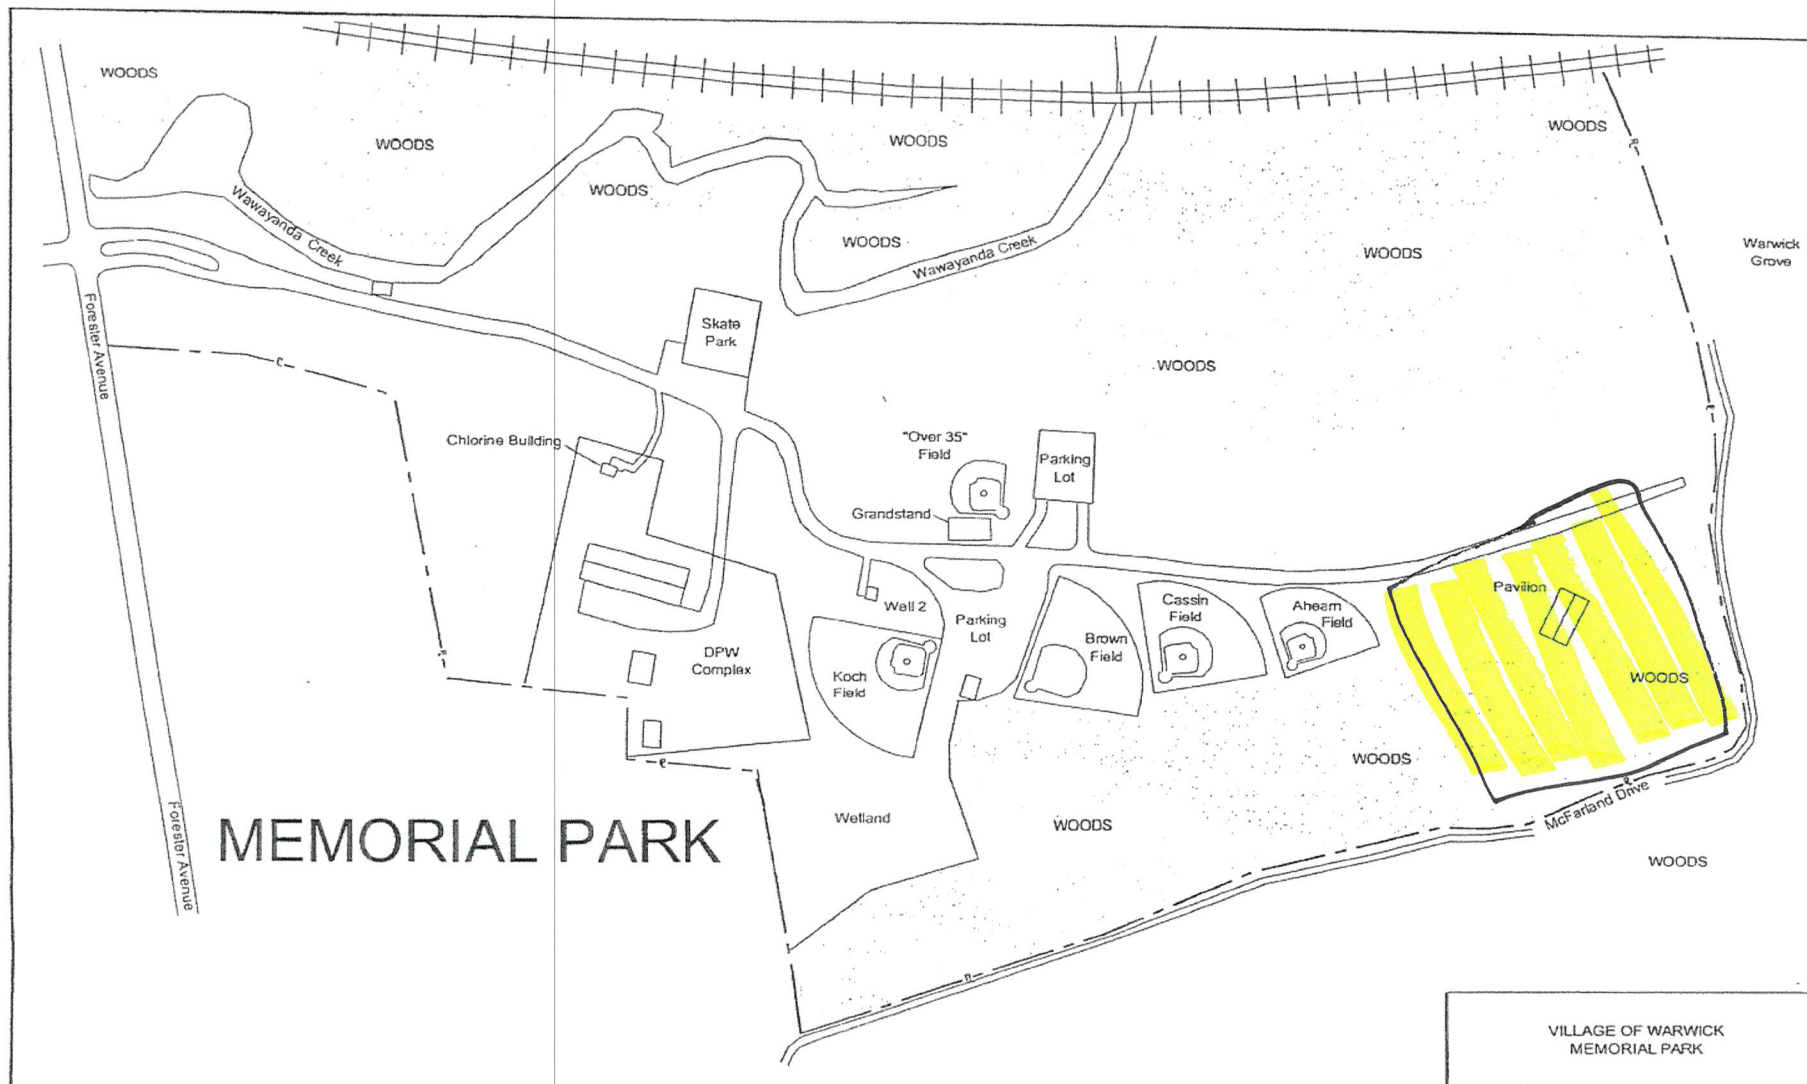 WOODS
WOODS
WOODS
WOODS
WOODS
WOODS
Wawayanda Creek
Wawayanda Creek
WOODS
Warwick
Grove
Skate
Park
WOODS
Forester Avenue
Chlorine Building
"Over 35"
Field
Parking
Lot
Grandstand
Well 2
Parking
Lot
Brown
Field
Cassin
Field
Ahearn
Field
Pavilion
WOODS
DPW
Complex
Koch
Field
WOODS
McFarland Drive
Wetland
WOODS
WOODS
Forester Avenue
MEMORIAL PARK
VILLAGE OF WARWICK
MEMORIAL PARK